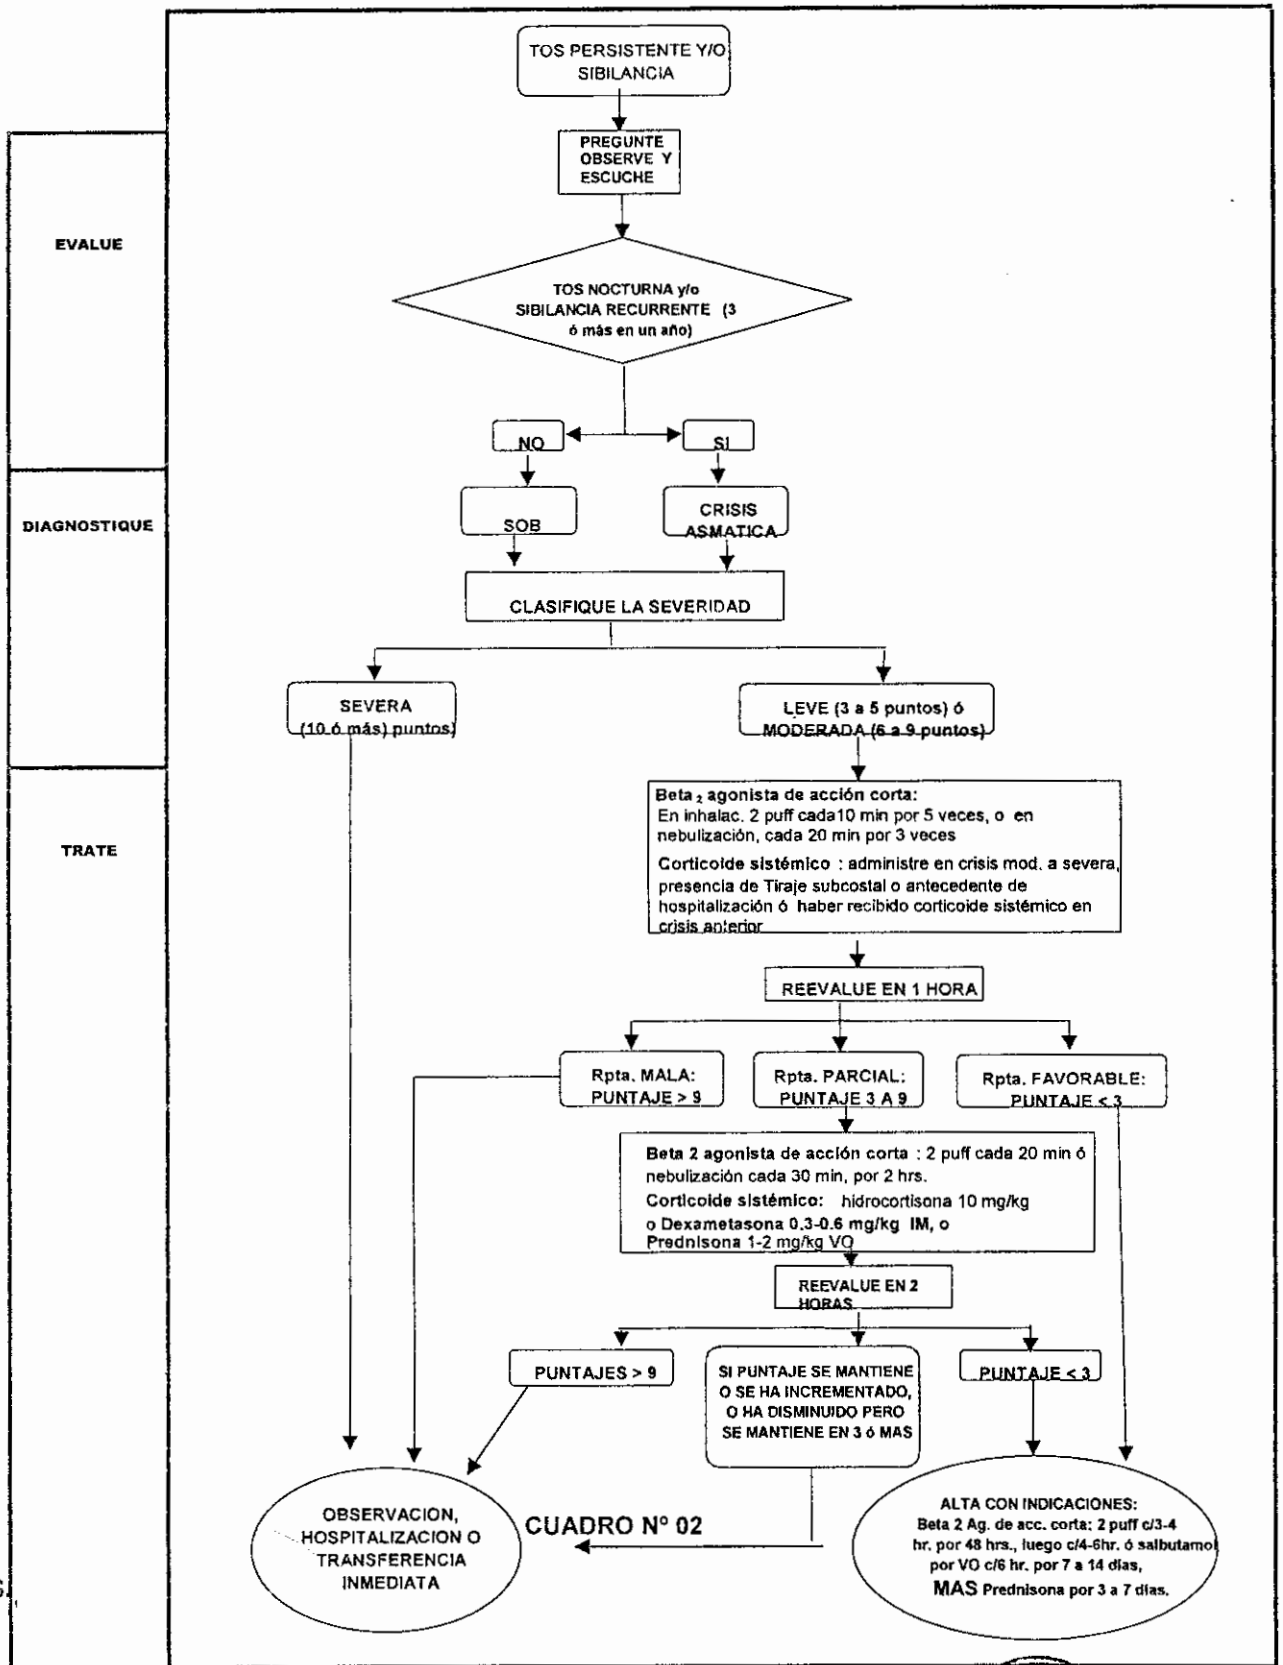 TOS PERSISTENTE Y/O
SIBILANCIA
PREGUNTE
OBSERVE Y
ESCUCHE
EVALUE
TOS NOCTURNA y/o
SIBILANCIA RECURRENTE (3
ó más en un año)
NO
SI
DIAGNOSTIQUE
SOB
CRISIS
ASMATICA
CLASIFIQUE LA SEVERIDAD
SEVERA
(10 ó más) puntos)
LEVE (3 a 5 puntos) ó
MODERADA (6 a 9 puntos)
TRATE
Beta 2 agonista de acción corta:
En inhalac. 2 puff cada10 min por 5 veces, o en
nebulización, cada 20 min por 3 veces
Corticoide sistémico : administre en crisis mod. a severa,
presencia de Tiraje subcostal o antecedente de
hospitalización ó haber recibido corticoide sistémico en
crisis anterior
REEVALUE EN 1 HORA
Rpta. MALA:
PUNTAJE > 9
Rpta. PARCIAL:
PUNTAJE 3 A 9
Rpta. FAVORABLE:
PUNTAJE < 3
Beta 2 agonista de acción corta : 2 puff cada 20 min ó
nebulización cada 30 min, por 2 hrs.
Corticoide sistémico: hidrocortisona 10 mg/kg
o Dexametasona 0.3-0.6 mg/kg IM, o
Prednisona 1-2 mg/kg VO
REEVALUE EN 2
HORAS
PUNTAJES > 9
SI PUNTAJE SE MANTIENE
O SE HA INCREMENTADO,
O HA DISMINUIDO PERO
SE MANTIENE EN 3 ó MAS
PUNTAJE < 3
OBSERVACION,
HOSPITALIZACION O
TRANSFERENCIA
INMEDIATA
CUADRO Nº 02
ALTA CON INDICACIONES:
Beta 2 Ag. de acc. corta: 2 puff c/3-4
hr. por 48 hrs., luego c/4-6hr. ó salbutamol
por VO c/6 hr. por 7 a 14 días,
MAS Prednisona por 3 a 7 días.